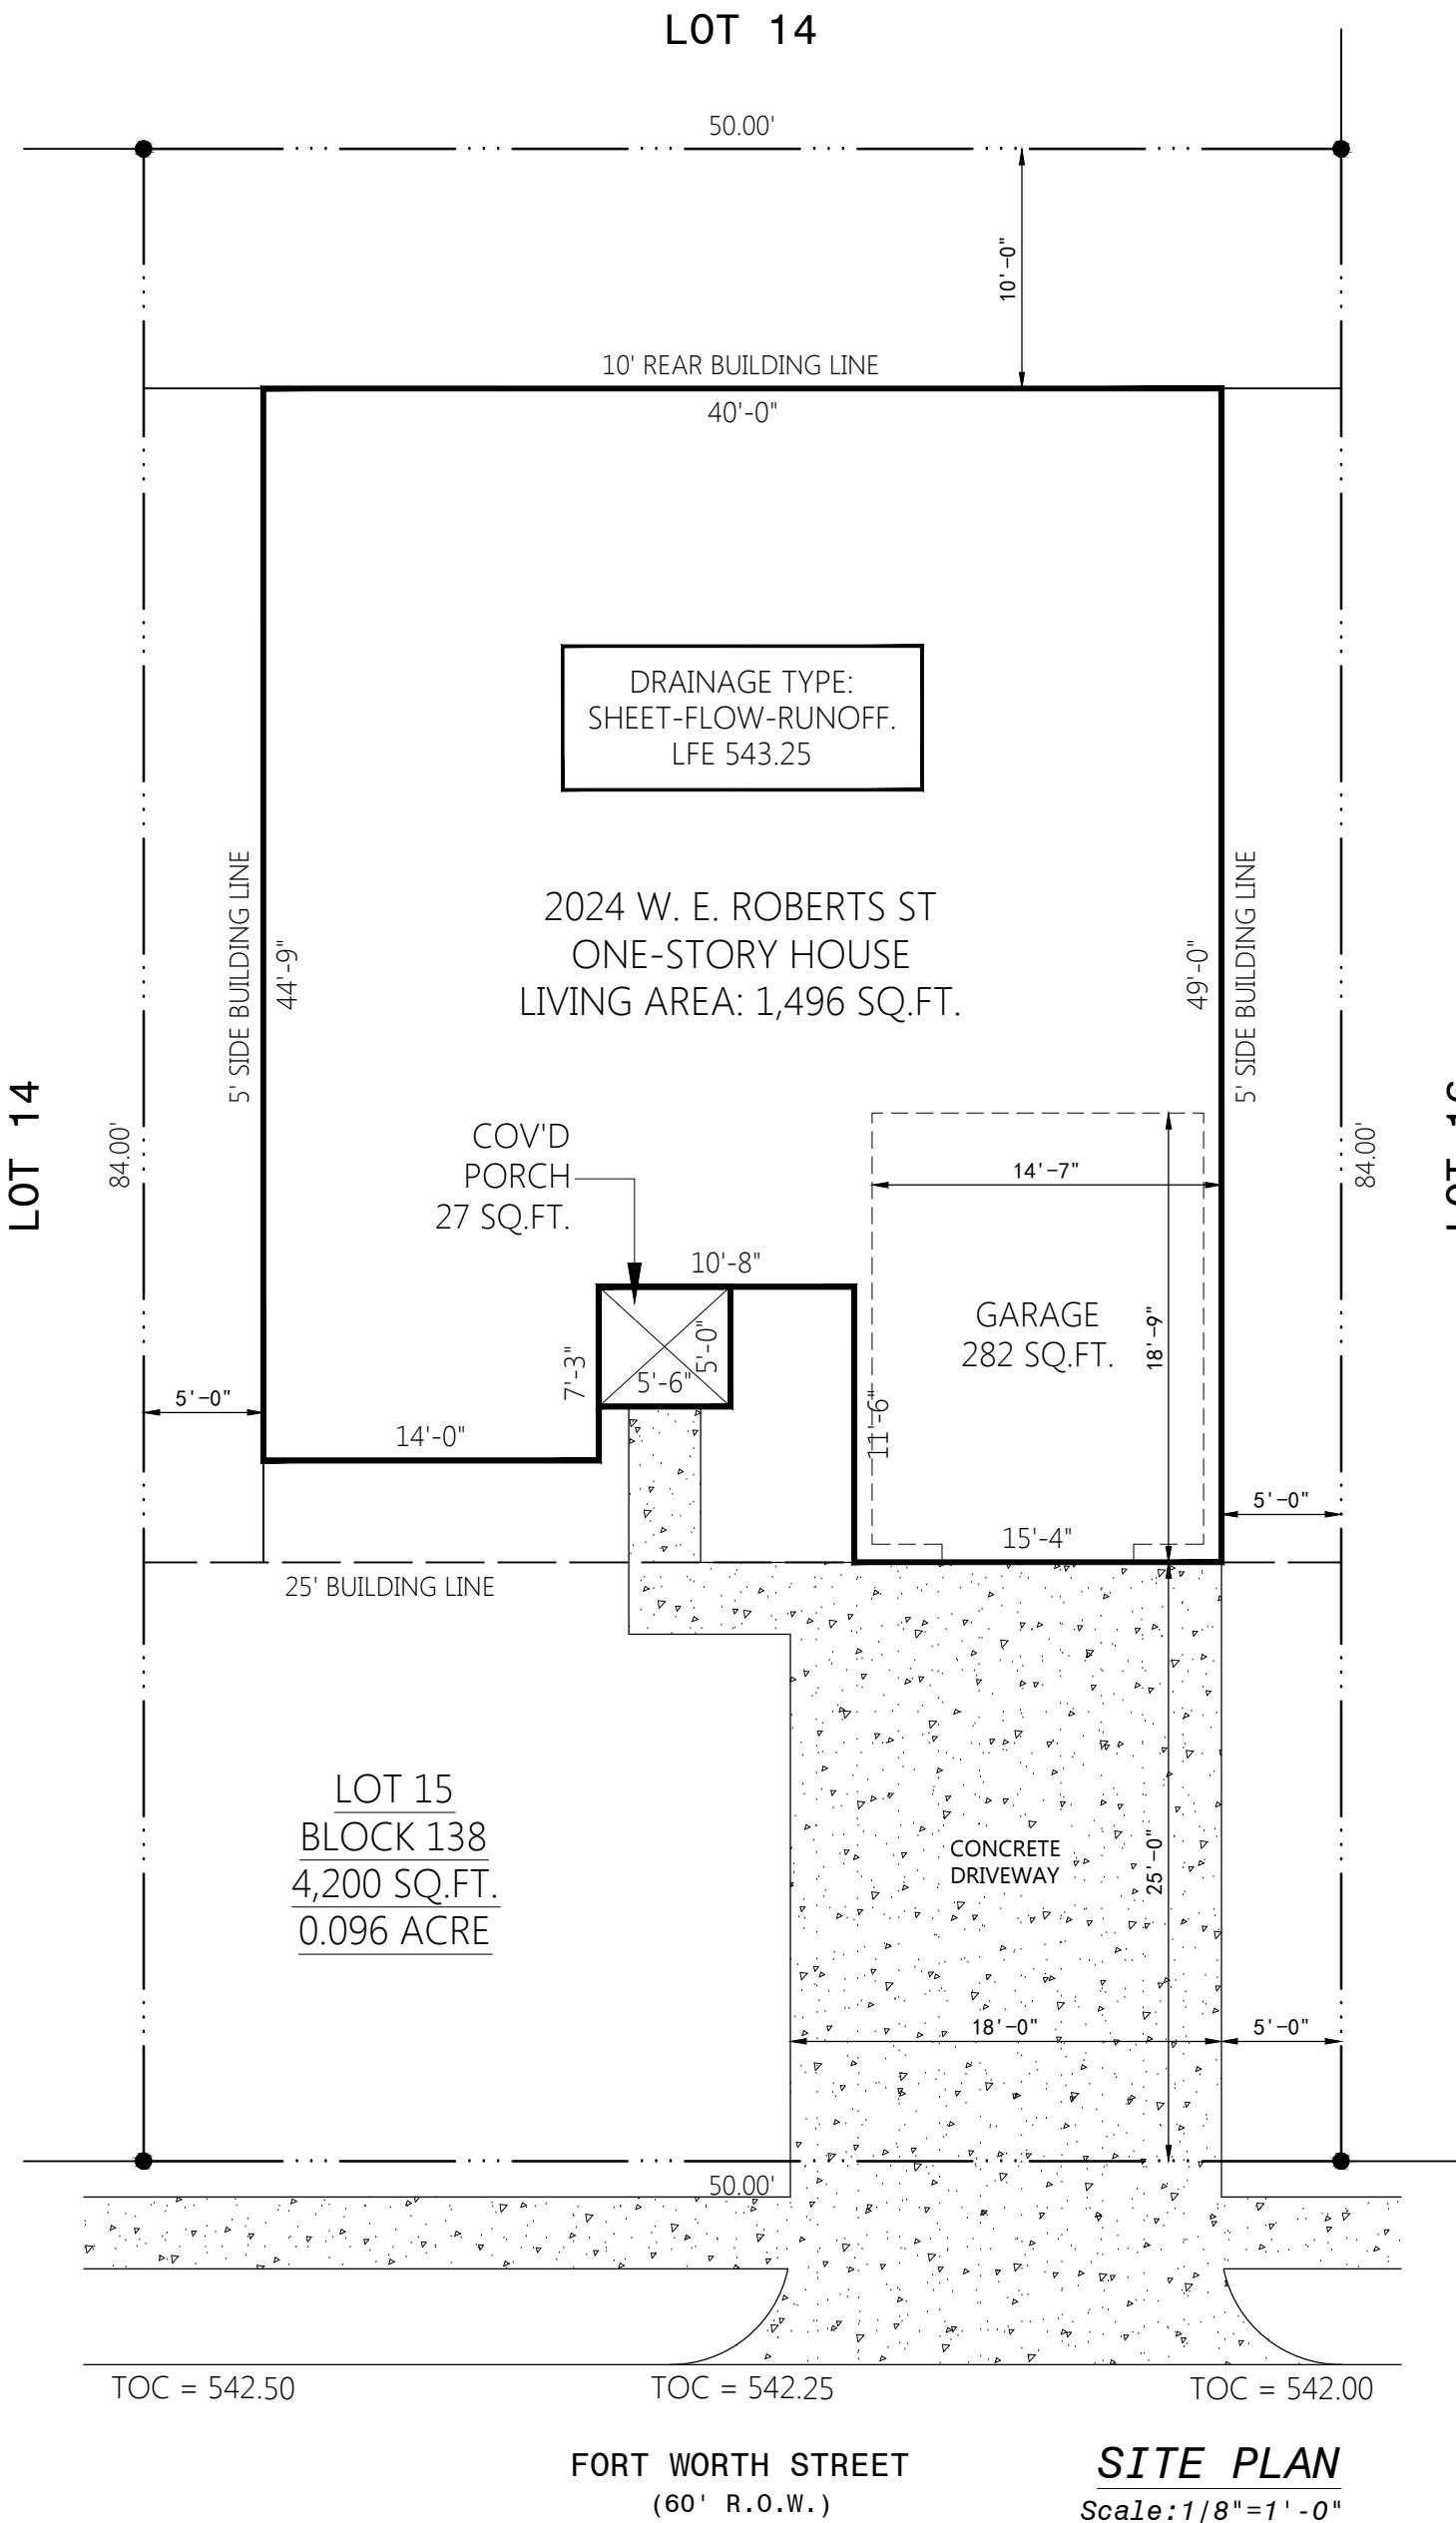 LOT 14
50.00'
10'-0"
10' REAR BUILDING LINE
40'-0"
DRAINAGE TYPE:
SHEET-FLOW-RUNOFF.
LFE 543.25
2024 W. E. ROBERTS ST
ONE-STORY HOUSE
LIVING AREA: 1,496 SQ.FT.
5' SIDE BUILDING LINE
44'-9"
49'-0"
5' SIDE BUILDING LINE
LOT 14
84.00'
84.00'
COV'D
PORCH
27 SQ.FT.
14'-7"
10'-8"
GARAGE
282 SQ.FT.
18'-9"
7'-3"
5'-0"
5'-6"
5'-0"
14'-0"
11'-6"
5'-0"
15'-4"
25' BUILDING LINE
LOT 15
BLOCK 138
4,200 SQ.FT.
0.096 ACRE
CONCRETE
DRIVEWAY
25'-0"
18'-0"
5'-0"
50.00'
TOC = 542.50
TOC = 542.25
TOC = 542.00
FORT WORTH STREET
(60' R.O.W.)
SITE PLAN
Scale:1/8"=1'-0"